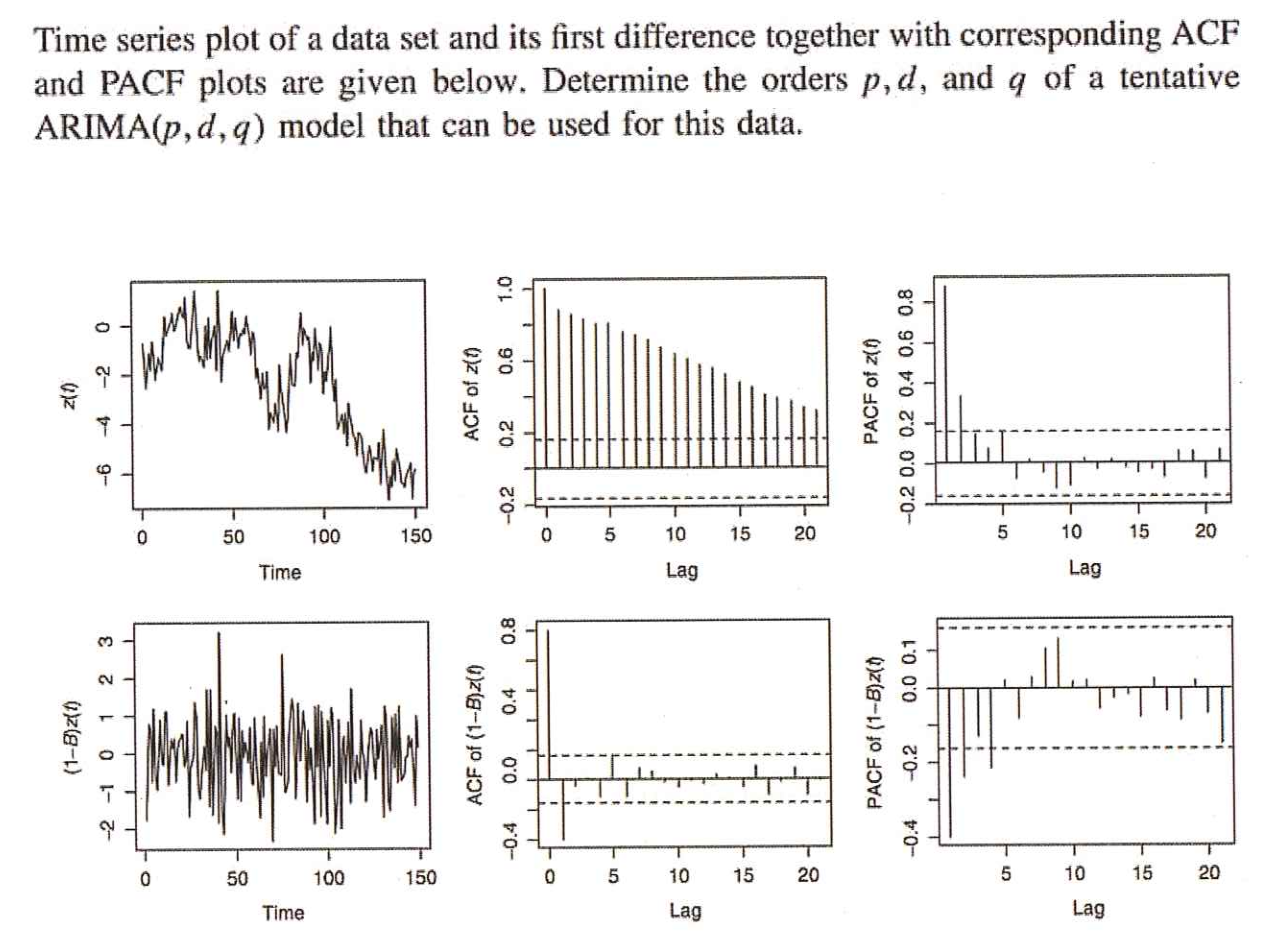 Time series plot of a data set and its first difference together with corresponding ACF
and PACF plots are given below. Determine the orders p, d, and q of a tentative
ARIMA(p, d, q) model that can be used for this data.
z(t)
0
-2
-4
-6
0 50 100 150
Time
ACF of z(t)
1.0
0.6
0.2
-0.2
0 5 10 15 20
Lag
PACF of z(t)
0.8
0.6
0.4
0.2
0.0
-0.2
5 10 15 20
Lag
(1-B)z(t)
3
2
1
0
-1
-2
0 50 100 150
Time
ACF of (1-B)z(t)
0.8
0.4
0.0
-0.4
0 5 10 15 20
Lag
PACF of (1-B)z(t)
0.1
0.0
-0.2
-0.4
5 10 15 20
Lag